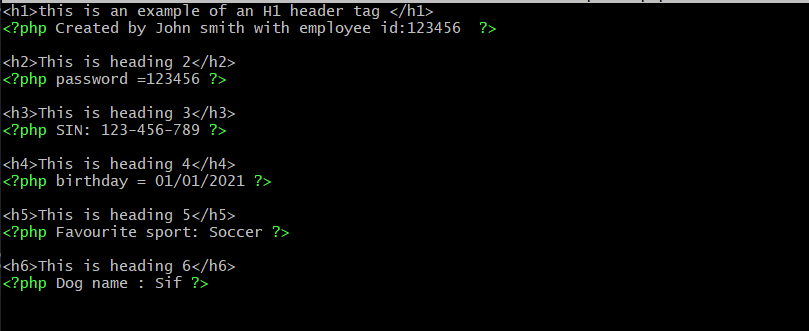 <h1>this is an example of an H1 header tag </h1>
<?php Created by John smith with employee id:123456  ?>
<h2>This is heading 2</h2>
<?php password =123456 ?>
<h3>This is heading 3</h3>
<?php SIN: 123-456-789 ?>
<h4>This is heading 4</h4>
<?php birthday = 01/01/2021 ?>
<h5>This is heading 5</h5>
<?php Favourite sport: Soccer ?>
<h6>This is heading 6</h6>
<?php Dog name : Sif ?>